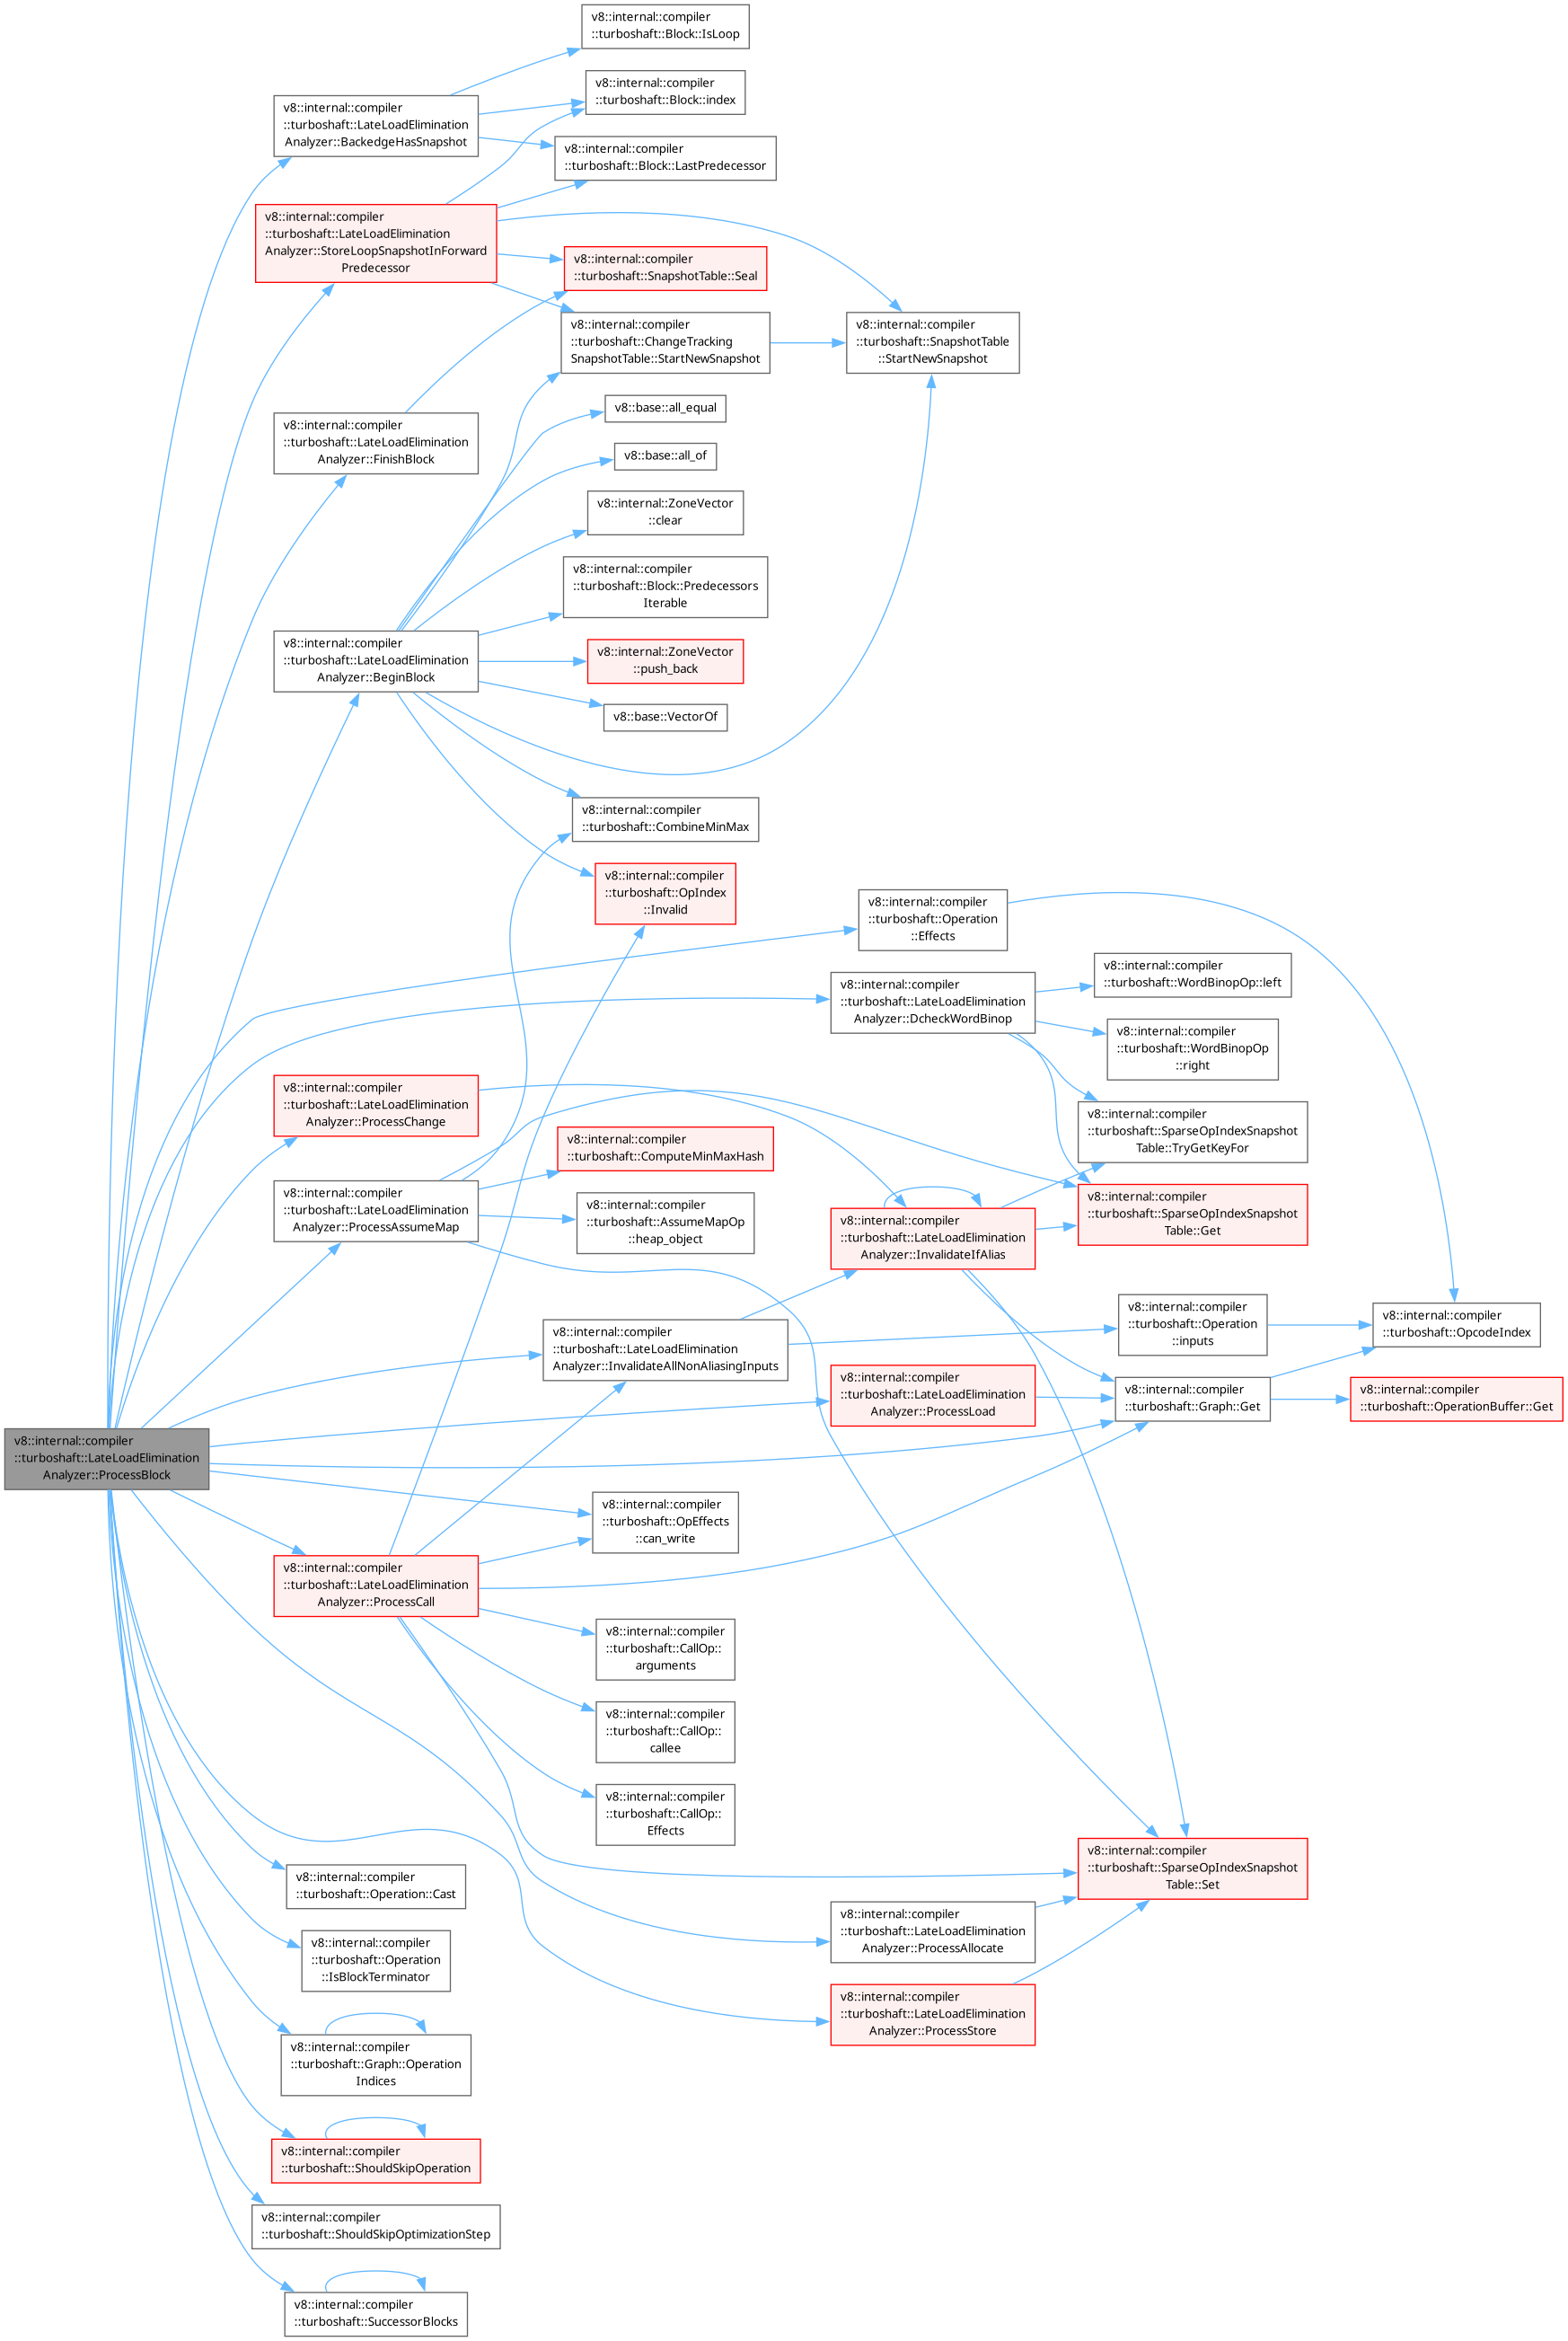 v8::internal::compiler
::turboshaft::Block::IsLoop
v8::internal::compiler
::turboshaft::Block::index
v8::internal::compiler
::turboshaft::LateLoadElimination
Analyzer::BackedgeHasSnapshot
v8::internal::compiler
::turboshaft::Block::LastPredecessor
v8::internal::compiler
::turboshaft::LateLoadElimination
Analyzer::StoreLoopSnapshotInForward
Predecessor
v8::internal::compiler
::turboshaft::SnapshotTable::Seal
v8::internal::compiler
::turboshaft::ChangeTracking
SnapshotTable::StartNewSnapshot
v8::internal::compiler
::turboshaft::SnapshotTable
::StartNewSnapshot
v8::base::all_equal
v8::internal::compiler
::turboshaft::LateLoadElimination
Analyzer::FinishBlock
v8::base::all_of
v8::internal::ZoneVector
::clear
v8::internal::compiler
::turboshaft::Block::Predecessors
Iterable
v8::internal::compiler
::turboshaft::LateLoadElimination
Analyzer::BeginBlock
v8::internal::ZoneVector
::push_back
v8::base::VectorOf
v8::internal::compiler
::turboshaft::CombineMinMax
v8::internal::compiler
::turboshaft::OpIndex
::Invalid
v8::internal::compiler
::turboshaft::Operation
::Effects
v8::internal::compiler
::turboshaft::WordBinopOp::left
v8::internal::compiler
::turboshaft::LateLoadElimination
Analyzer::DcheckWordBinop
v8::internal::compiler
::turboshaft::WordBinopOp
::right
v8::internal::compiler
::turboshaft::LateLoadElimination
Analyzer::ProcessChange
v8::internal::compiler
::turboshaft::SparseOpIndexSnapshot
Table::TryGetKeyFor
v8::internal::compiler
::turboshaft::ComputeMinMaxHash
v8::internal::compiler
::turboshaft::LateLoadElimination
Analyzer::ProcessAssumeMap
v8::internal::compiler
::turboshaft::AssumeMapOp
::heap_object
v8::internal::compiler
::turboshaft::LateLoadElimination
Analyzer::InvalidateIfAlias
v8::internal::compiler
::turboshaft::SparseOpIndexSnapshot
Table::Get
v8::internal::compiler
::turboshaft::LateLoadElimination
Analyzer::InvalidateAllNonAliasingInputs
v8::internal::compiler
::turboshaft::Operation
::inputs
v8::internal::compiler
::turboshaft::OpcodeIndex
v8::internal::compiler
::turboshaft::LateLoadElimination
Analyzer::ProcessLoad
v8::internal::compiler
::turboshaft::Graph::Get
v8::internal::compiler
::turboshaft::OperationBuffer::Get
v8::internal::compiler
::turboshaft::LateLoadElimination
Analyzer::ProcessBlock
v8::internal::compiler
::turboshaft::OpEffects
::can_write
v8::internal::compiler
::turboshaft::LateLoadElimination
Analyzer::ProcessCall
v8::internal::compiler
::turboshaft::CallOp::
arguments
v8::internal::compiler
::turboshaft::CallOp::
callee
v8::internal::compiler
::turboshaft::CallOp::
Effects
v8::internal::compiler
::turboshaft::SparseOpIndexSnapshot
Table::Set
v8::internal::compiler
::turboshaft::Operation::Cast
v8::internal::compiler
::turboshaft::LateLoadElimination
Analyzer::ProcessAllocate
v8::internal::compiler
::turboshaft::Operation
::IsBlockTerminator
v8::internal::compiler
::turboshaft::LateLoadElimination
Analyzer::ProcessStore
v8::internal::compiler
::turboshaft::Graph::Operation
Indices
v8::internal::compiler
::turboshaft::ShouldSkipOperation
v8::internal::compiler
::turboshaft::ShouldSkipOptimizationStep
v8::internal::compiler
::turboshaft::SuccessorBlocks